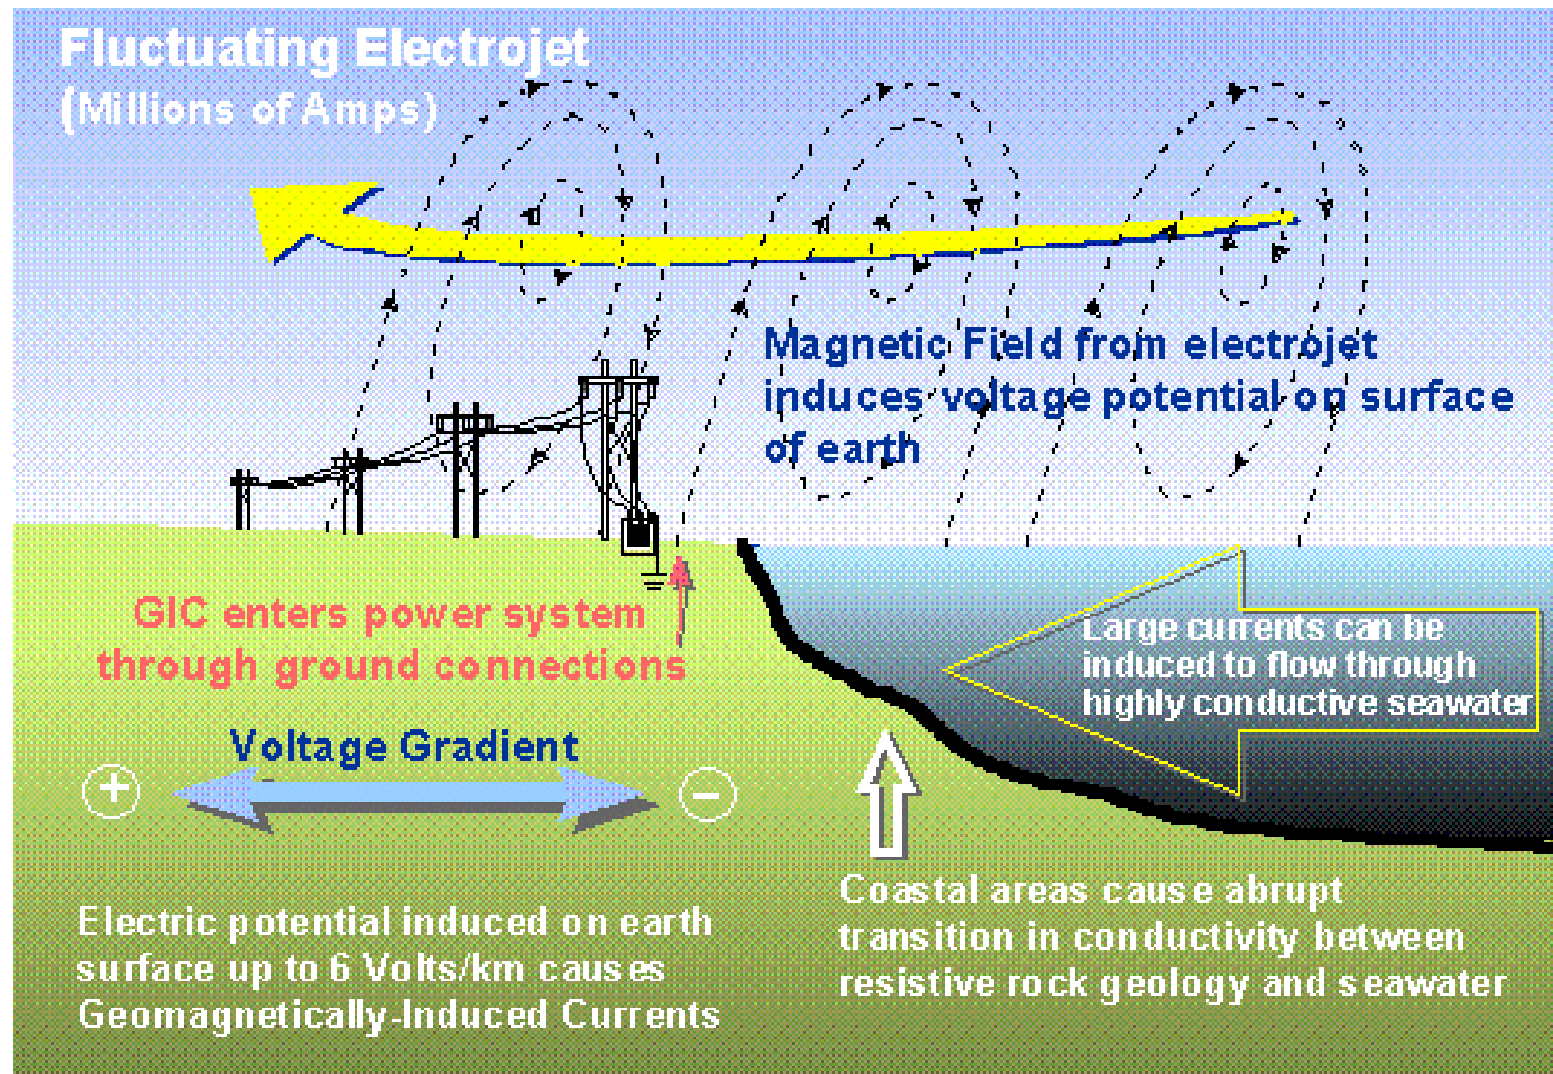 Fluctuating Electrojet
(Millions of Amps)
Magnetic Field from electrojet
induces voltage potential on surface
of earth
GIC enters power system
through ground connections
Large currents can be
induced to flow through
highly conductive seawater
Voltage Gradient
+
-
Coastal areas cause abrupt
transition in conductivity between
resistive rock geology and seawater
Electric potential induced on earth
surface up to 6 Volts/km causes
Geomagnetically-Induced Currents